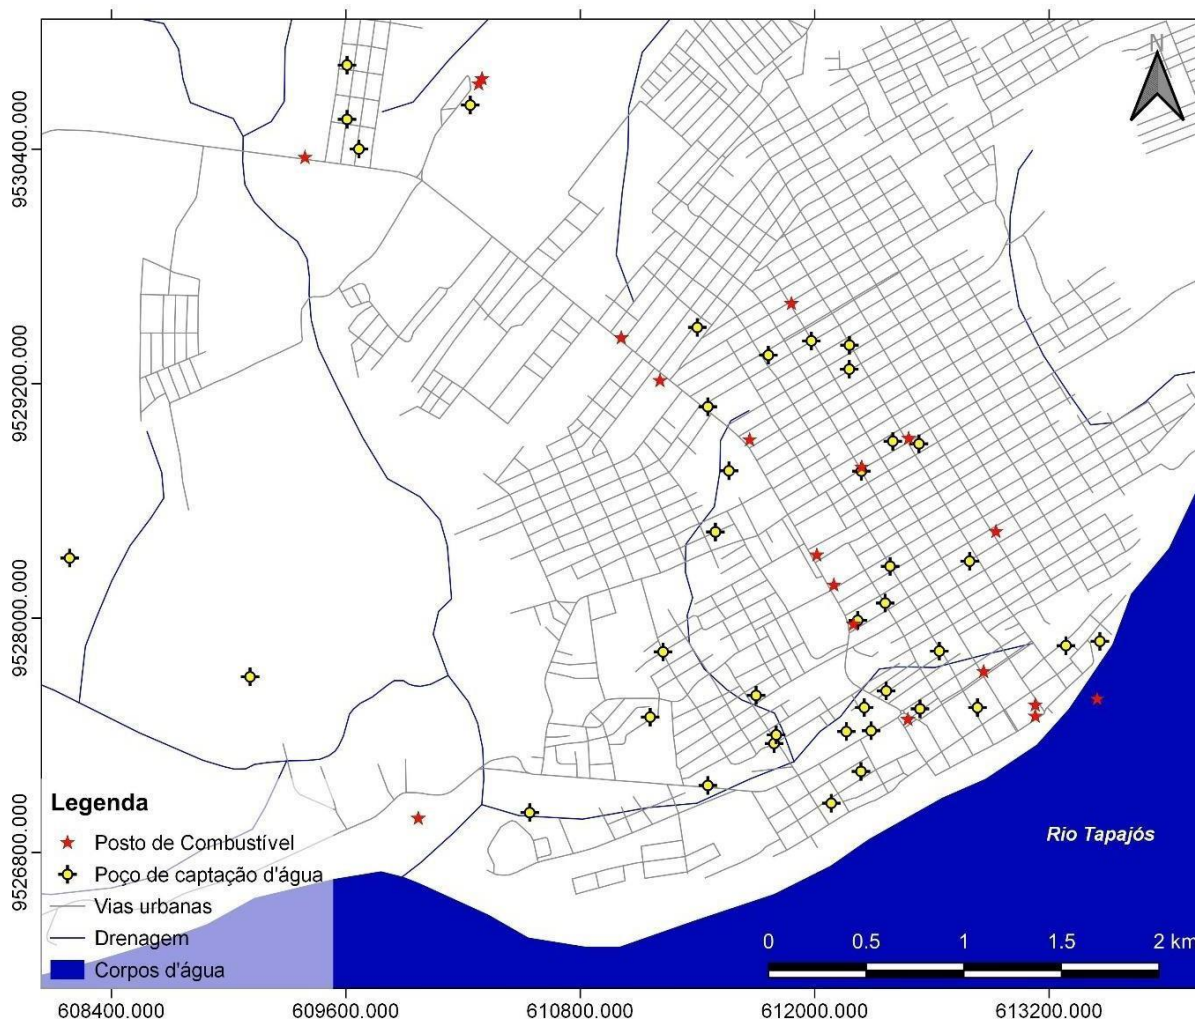 N
9530400.000
9529200.000
9528000.000
9526800.000
Legenda
Posto de Combustível
Poço de captação d'água
Vias urbanas
Drenagem
Corpos d'água
Rio Tapajós
0 0.5 1 1.5 2 km
608400.000 609600.000 610800.000 612000.000 613200.000